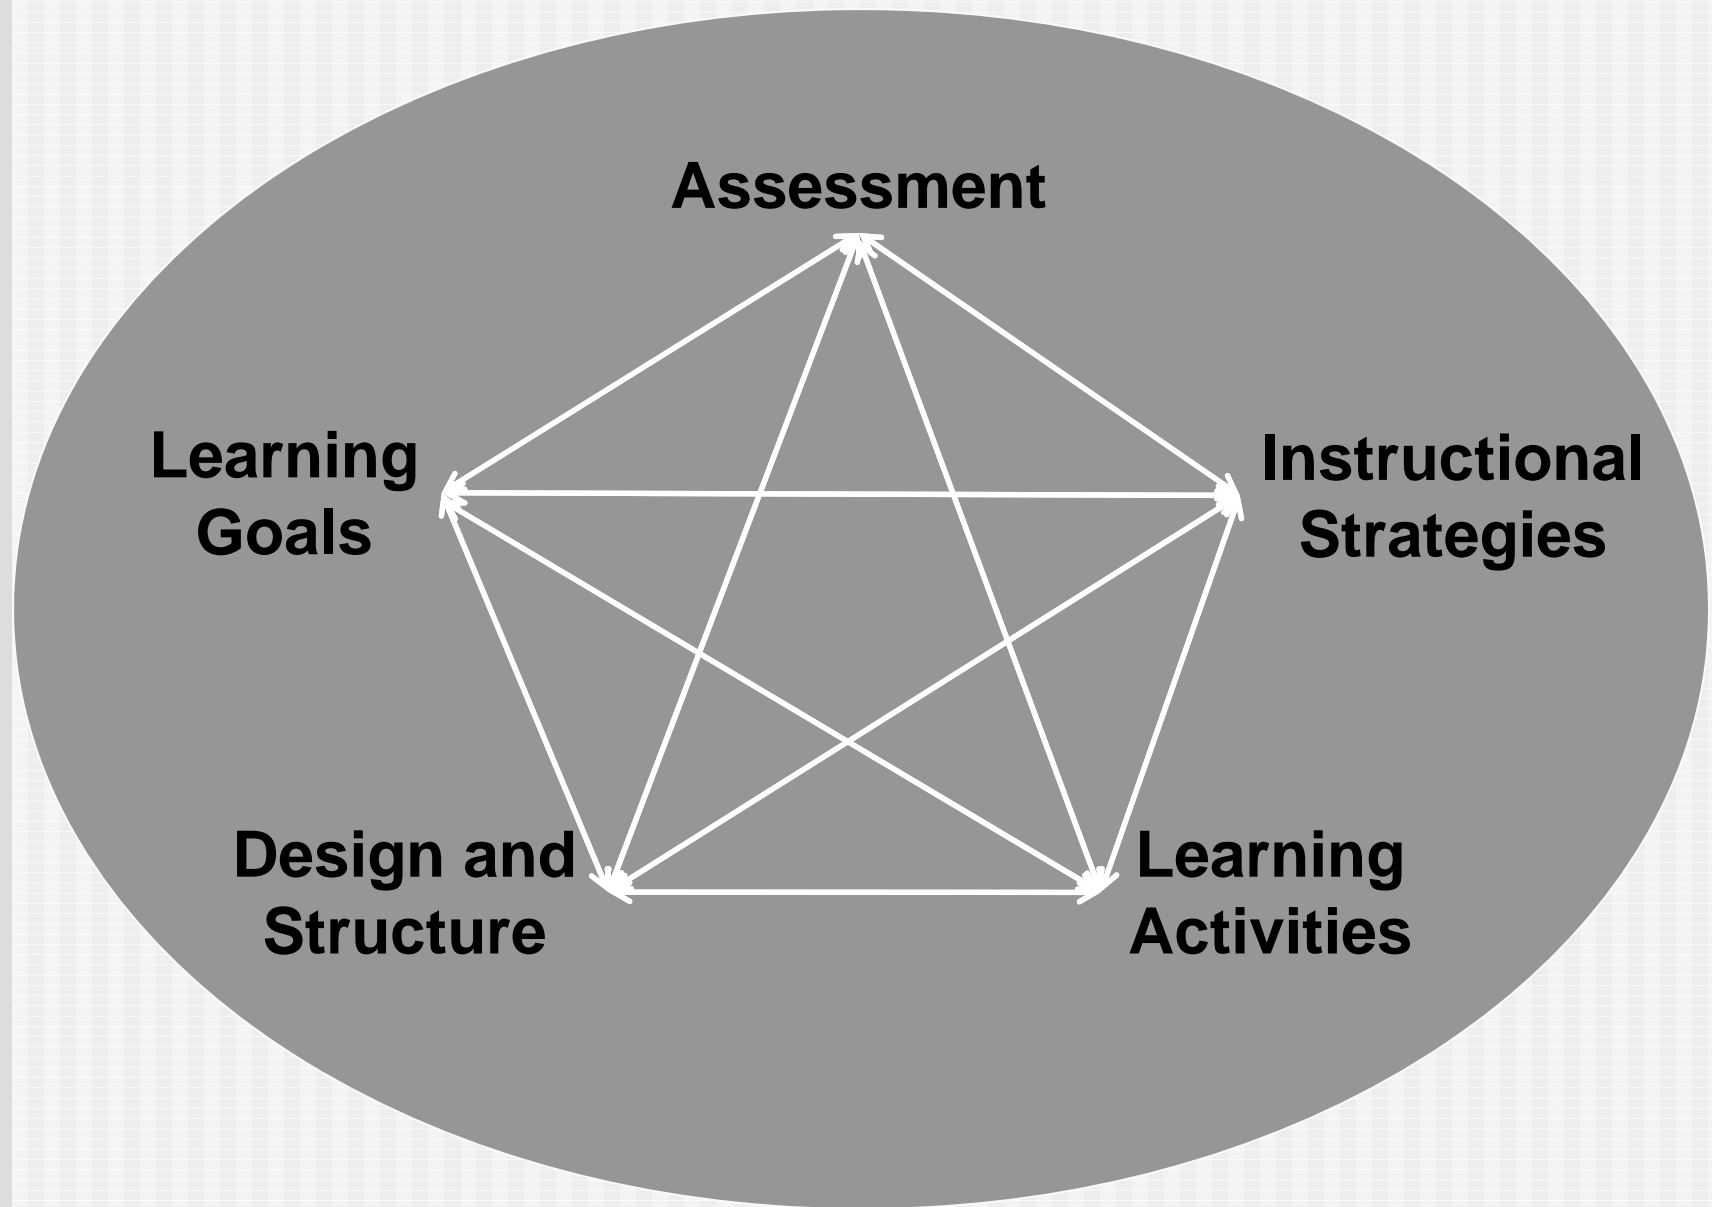 Assessment
Learning
Goals
Instructional
Strategies
Design and
Structure
Learning
Activities